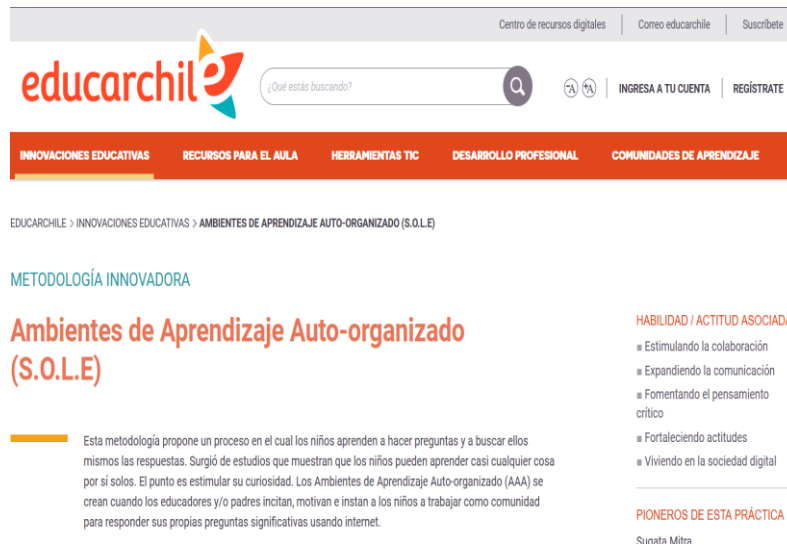 Centro de recursos digitales | Correo educarchile | Suscríbete
educarchile
¿Qué estás buscando?
-A +A | INGRESA A TU CUENTA | REGÍSTRATE
INNOVACIONES EDUCATIVAS RECURSOS PARA EL AULA HERRAMIENTAS TIC DESARROLLO PROFESIONAL COMUNIDADES DE APRENDIZAJE
EDUCARCHILE > INNOVACIONES EDUCATIVAS > AMBIENTES DE APRENDIZAJE AUTO-ORGANIZADO (S.O.L.E)
METODOLOGÍA INNOVADORA
Ambientes de Aprendizaje Auto-organizado
(S.O.L.E)
Esta metodología propone un proceso en el cual los niños aprenden a hacer preguntas y a buscar ellos
mismos las respuestas. Surgió de estudios que muestran que los niños pueden aprender casi cualquier cosa
por sí solos. El punto es estimular su curiosidad. Los Ambientes de Aprendizaje Auto-organizado (AAA) se
crean cuando los educadores y/o padres incitan, motivan e instan a los niños a trabajar como comunidad
para responder sus propias preguntas significativas usando internet.
HABILIDAD / ACTITUD ASOCIADA
Estimulando la colaboración
Expandiendo la comunicación
Fomentando el pensamiento
crítico
Fortaleciendo actitudes
Viviendo en la sociedad digital
PIONEROS DE ESTA PRÁCTICA
Sugata Mitra